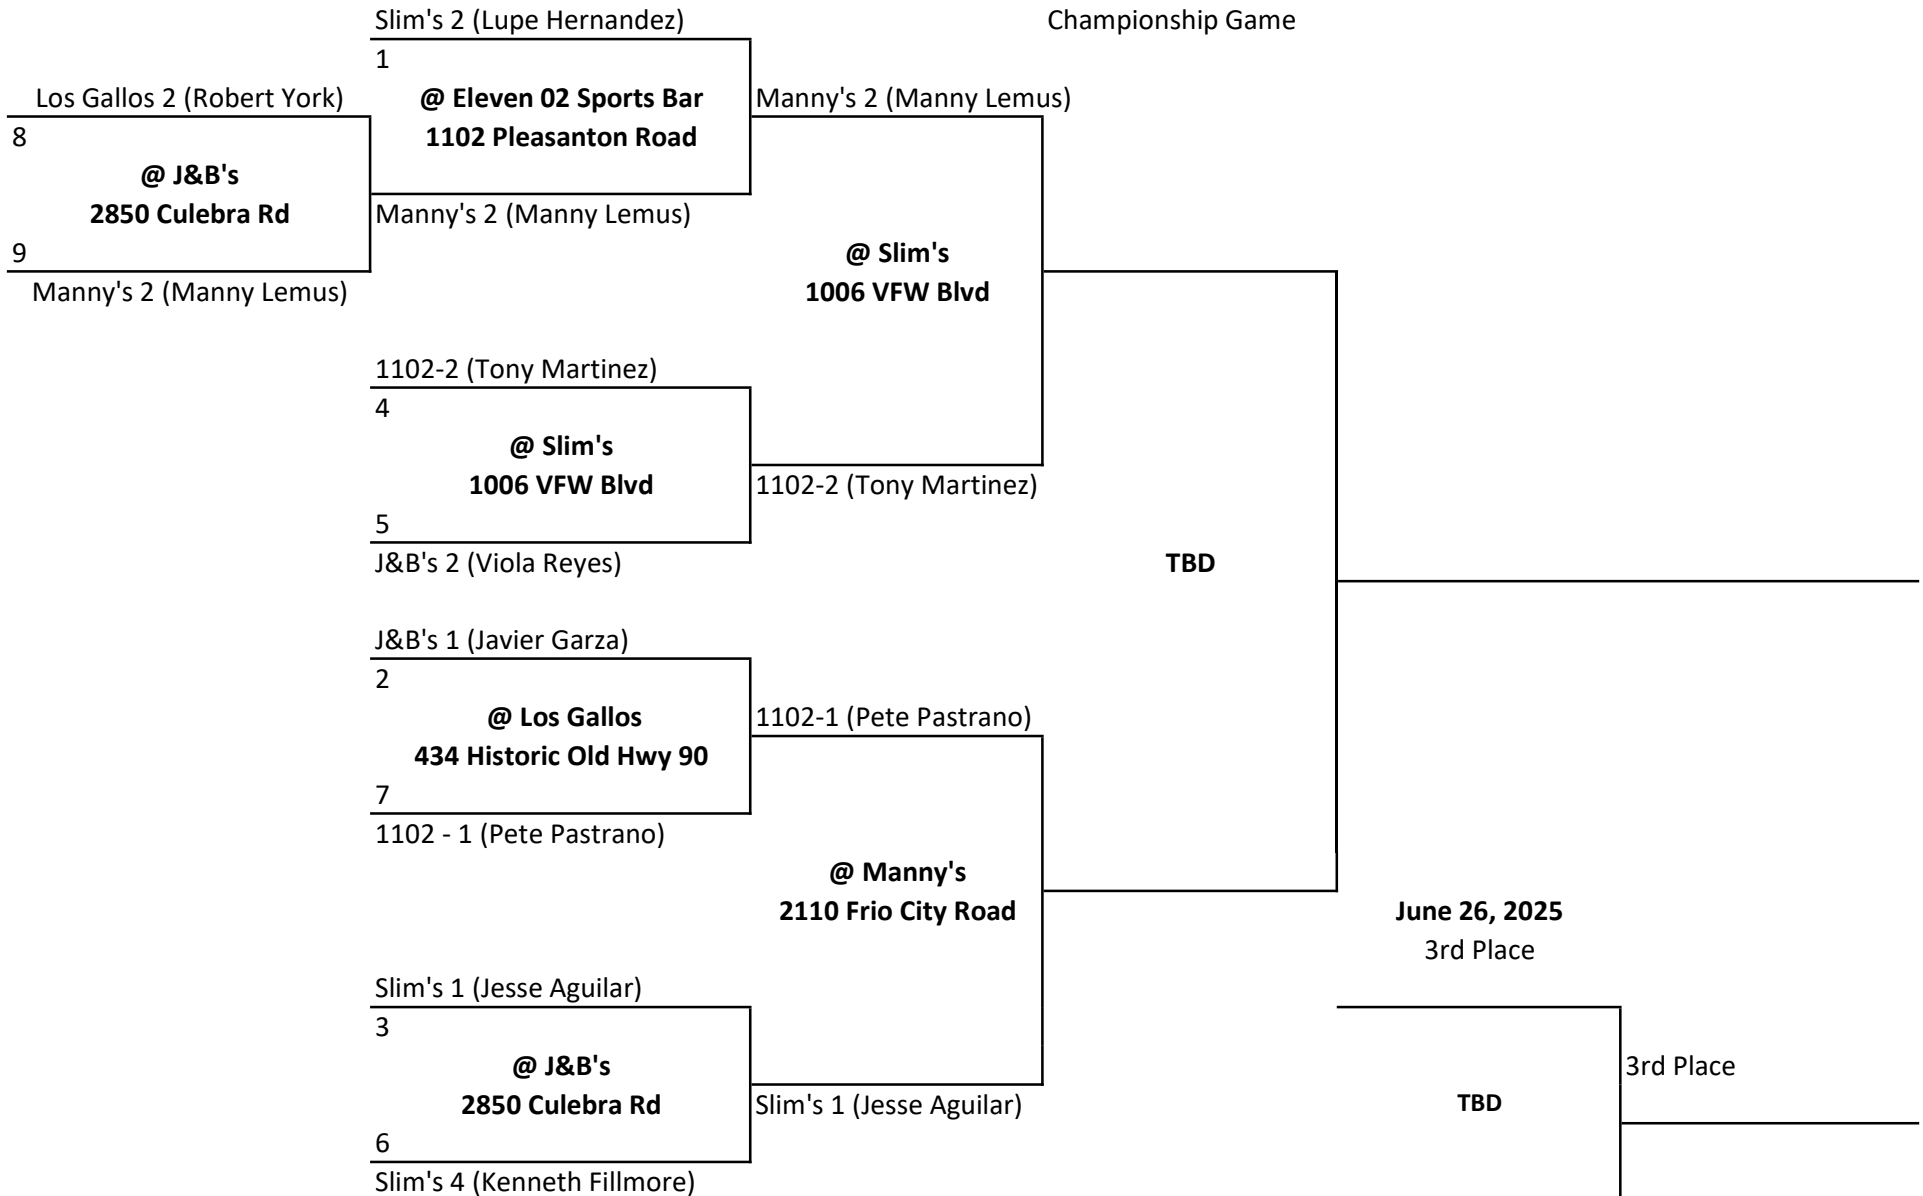 Slim's 2 (Lupe Hernandez)
Championship Game
1
Los Gallos 2 (Robert York)
@ Eleven 02 Sports Bar
Manny's 2 (Manny Lemus)
8
1102 Pleasanton Road
@ J&B's
2850 Culebra Rd
Manny's 2 (Manny Lemus)
9
@ Slim's
Manny's 2 (Manny Lemus)
1006 VFW Blvd
1102-2 (Tony Martinez)
4
@ Slim's
1006 VFW Blvd
1102-2 (Tony Martinez)
5
J&B's 2 (Viola Reyes)
TBD
J&B's 1 (Javier Garza)
2
@ Los Gallos
1102-1 (Pete Pastrano)
434 Historic Old Hwy 90
7
1102 - 1 (Pete Pastrano)
@ Manny's
2110 Frio City Road
June 26, 2025
3rd Place
Slim's 1 (Jesse Aguilar)
3
@ J&B's
3rd Place
2850 Culebra Rd
Slim's 1 (Jesse Aguilar)
TBD
6
Slim's 4 (Kenneth Fillmore)